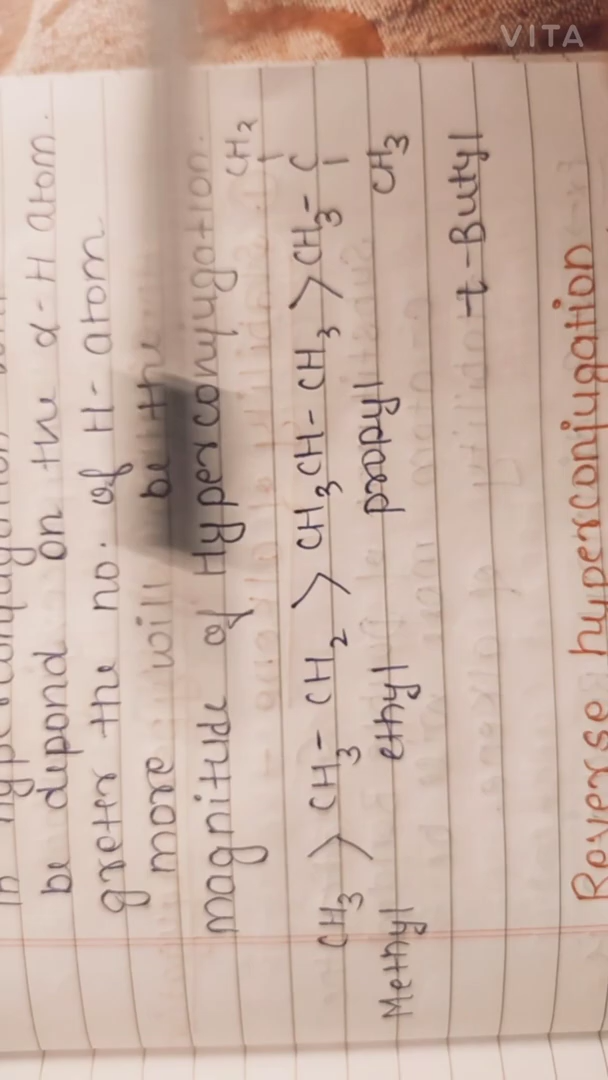 VITA
be depond on the α-H atom.
greter the no. of H-atom
more will be the
magnitude of Hyperconjugation.
CH3
CH3 > CH3-CH2 > CH3CH-CH3 > CH3-C
Methyl ethyl propyl CH3
t-Butyl
Reverse hyperconjugation